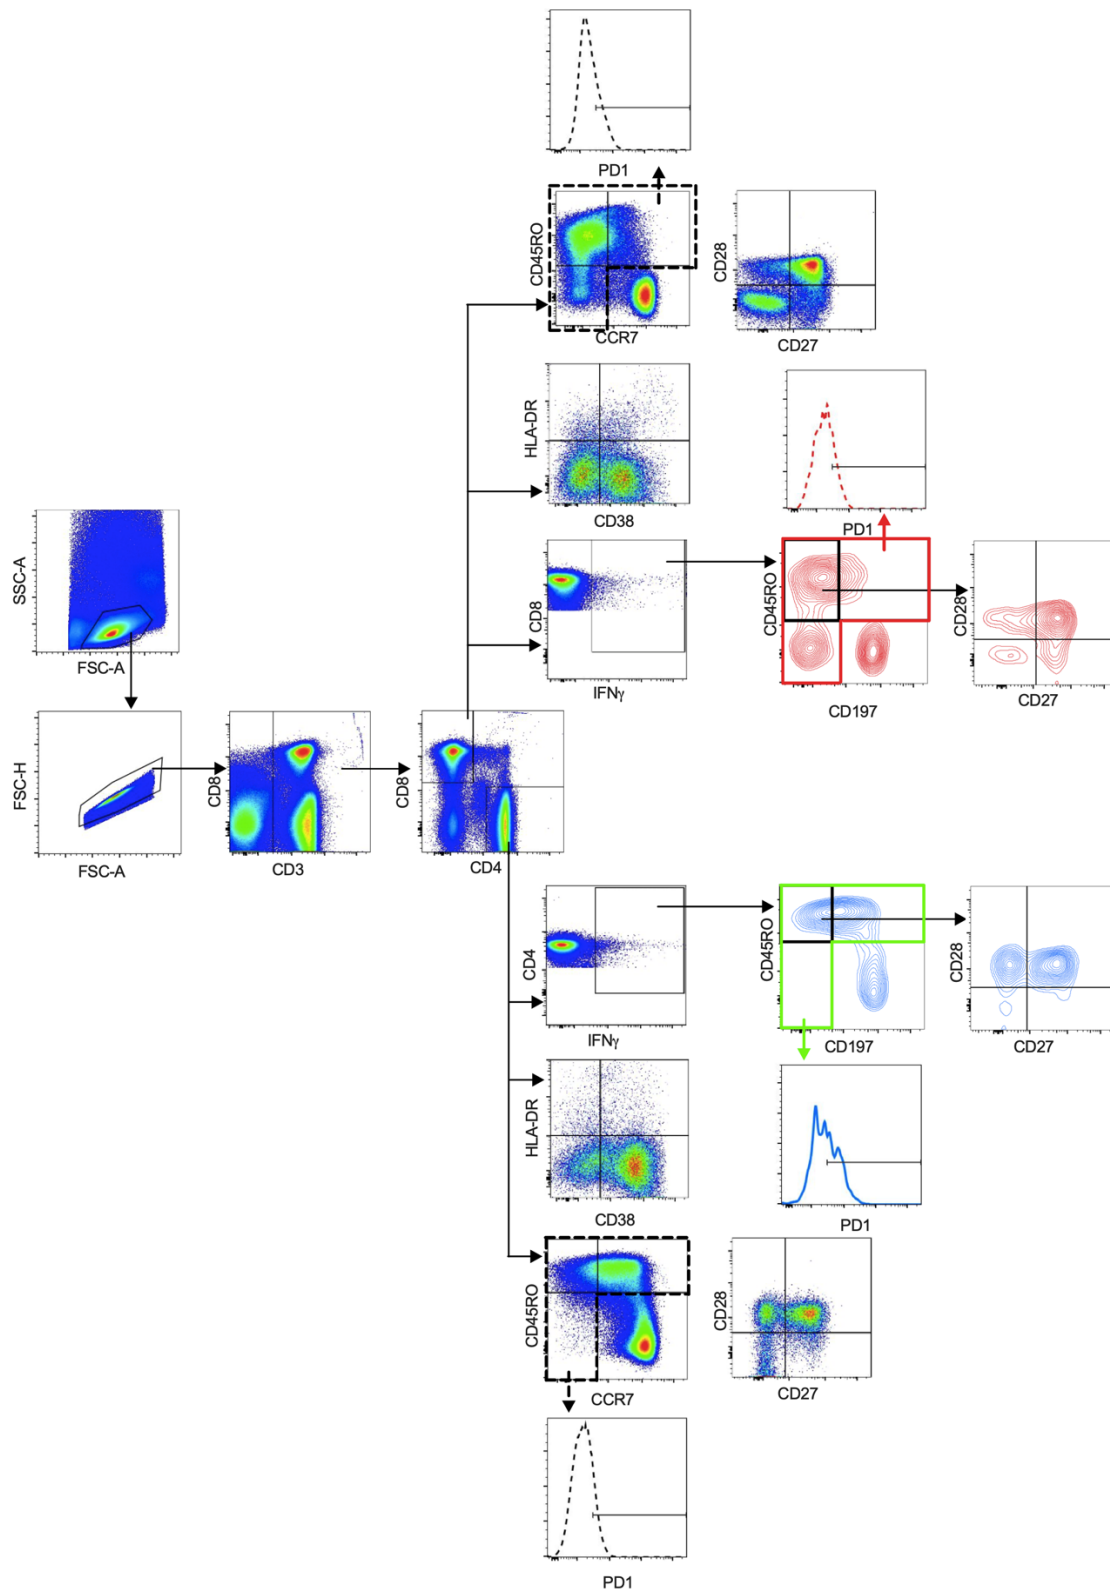 PD1
CD45RO
CCR7
CD28
CD27
HLA-DR
CD38
PD1
SSC-A
FSC-A
CD8
IFNγ
CD45RO
CD197
CD28
CD27
FSC-H
FSC-A
CD8
CD3
CD8
CD4
CD4
IFNγ
CD45RO
CD197
CD28
CD27
HLA-DR
CD38
PD1
CD45RO
CCR7
CD28
CD27
PD1